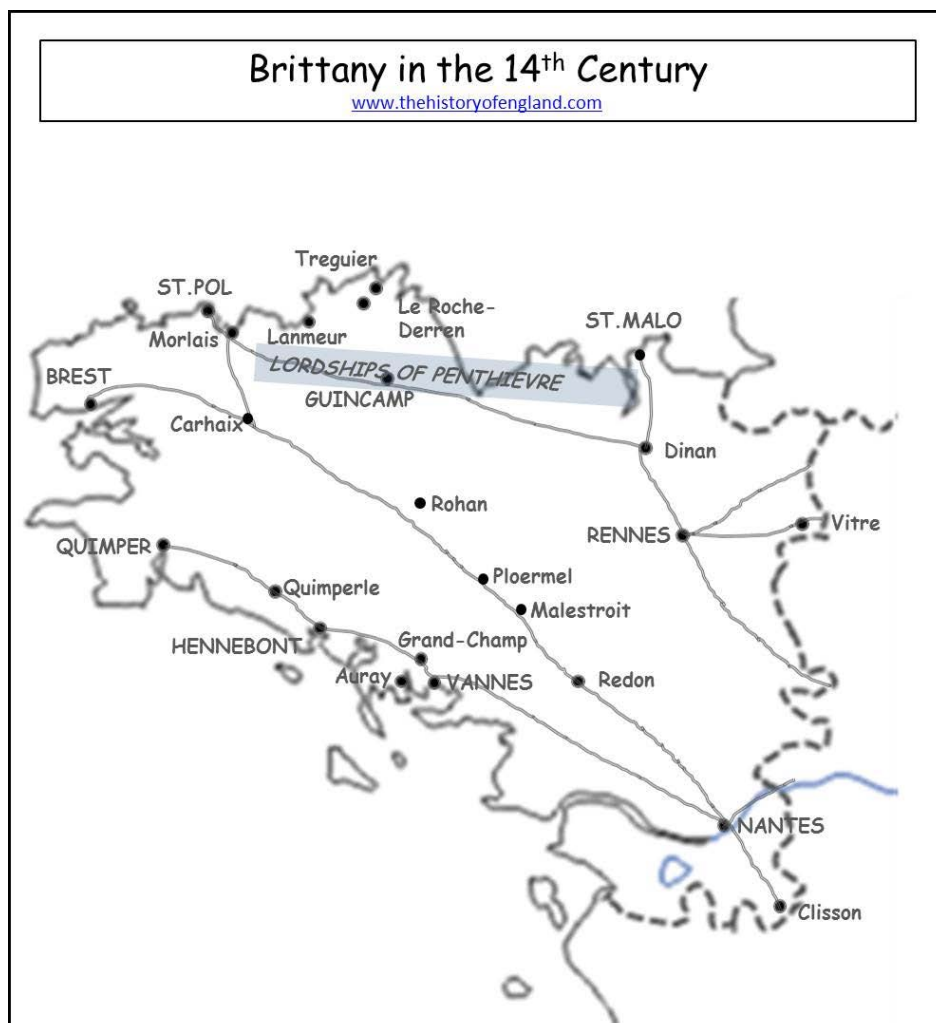 Brittany in the 14th Century
www.thehistoryofengland.com
Treguier
ST.POL
Le Roche-
Derren
Morlais
Lanmeur
ST.MALO
LORDSHIPS OF PENTHIEVRE
BREST
GUINCAMP
Carhaix
Dinan
Rohan
Vitre
RENNES
QUIMPER
Ploermel
Quimperle
Malestroit
HENNEBONT
Grand-Champ
Auray
VANNES
Redon
NANTES
Clisson